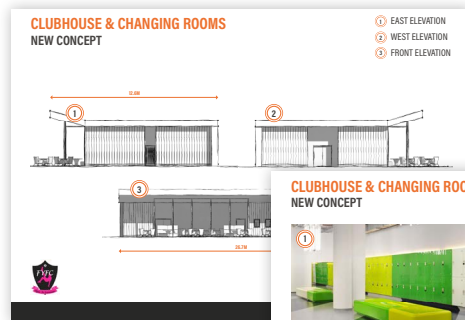 CLUBHOUSE & CHANGING ROOMS
NEW CONCEPT
1 EAST ELEVATION
2 WEST ELEVATION
3 FRONT ELEVATION
1
2
3
FYFC
CLUBHOUSE & CHANGING ROO
NEW CONCEPT
1